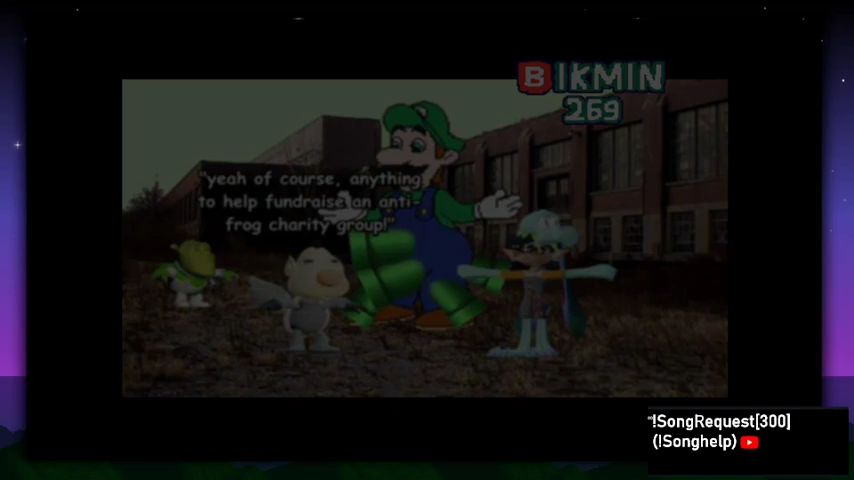 BIKMIN
269
"yeah of course, anything
to help fundraise an anti-
frog charity group!"
"!SongRequest[300]
(!Songhelp)